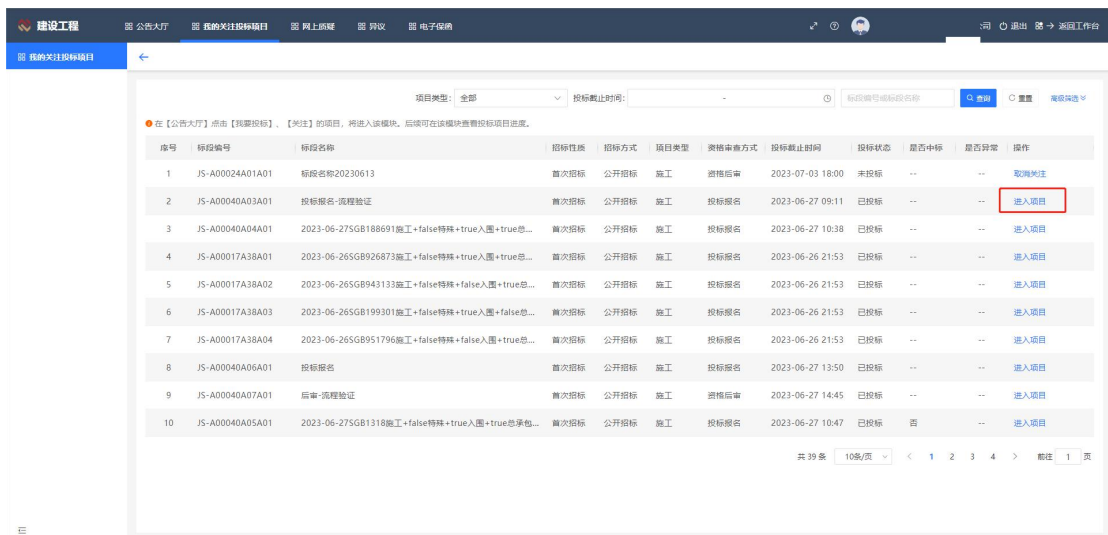 建设工程 公告大厅 我的关注投标项目 网上质疑 异议 电子保函 司 退出 返回工作台
我的关注投标项目
项目类型: 全部 投标截止时间: - 标段编号或标段名称 查询 重置 高级筛选
在【公告大厅】点击【我要投标】、【关注】的项目,将进入该模块。后续可在该模块查看投标项目进度。
序号 标段编号 标段名称 招标性质 招标方式 项目类型 资格审查方式 投标截止时间 投标状态 是否中标 是否异常 操作
1 JS-A00024A01A01 标段名称20230613 首次招标 公开招标 施工 资格后审 2023-07-03 18:00 未投标 -- -- 取消关注
2 JS-A00040A03A01 投标报名-流程验证 首次招标 公开招标 施工 投标报名 2023-06-27 09:11 已投标 -- -- 进入项目
3 JS-A00040A04A01 2023-06-27SGB188691施工+false特殊+true入围+true总... 首次招标 公开招标 施工 投标报名 2023-06-27 10:38 已投标 -- -- 进入项目
4 JS-A00017A38A01 2023-06-26SGB926873施工+false特殊+true入围+true总... 首次招标 公开招标 施工 投标报名 2023-06-26 21:53 已投标 -- -- 进入项目
5 JS-A00017A38A02 2023-06-26SGB943133施工+false特殊+false入围+true总... 首次招标 公开招标 施工 投标报名 2023-06-26 21:53 已投标 -- -- 进入项目
6 JS-A00017A38A03 2023-06-26SGB199301施工+false特殊+true入围+false总... 首次招标 公开招标 施工 投标报名 2023-06-26 21:53 已投标 -- -- 进入项目
7 JS-A00017A38A04 2023-06-26SGB951796施工+false特殊+false入围+true总... 首次招标 公开招标 施工 投标报名 2023-06-26 21:53 已投标 -- -- 进入项目
8 JS-A00040A06A01 投标报名 首次招标 公开招标 施工 投标报名 2023-06-27 13:50 已投标 -- -- 进入项目
9 JS-A00040A07A01 后审-流程验证 首次招标 公开招标 施工 资格后审 2023-06-27 14:45 已投标 -- -- 进入项目
10 JS-A00040A05A01 2023-06-27SGB1318施工+false特殊+true入围+true总承包... 首次招标 公开招标 施工 投标报名 2023-06-27 10:47 已投标 否 -- 进入项目
共 39 条 10条/页 < 1 2 3 4 > 前往 1 页